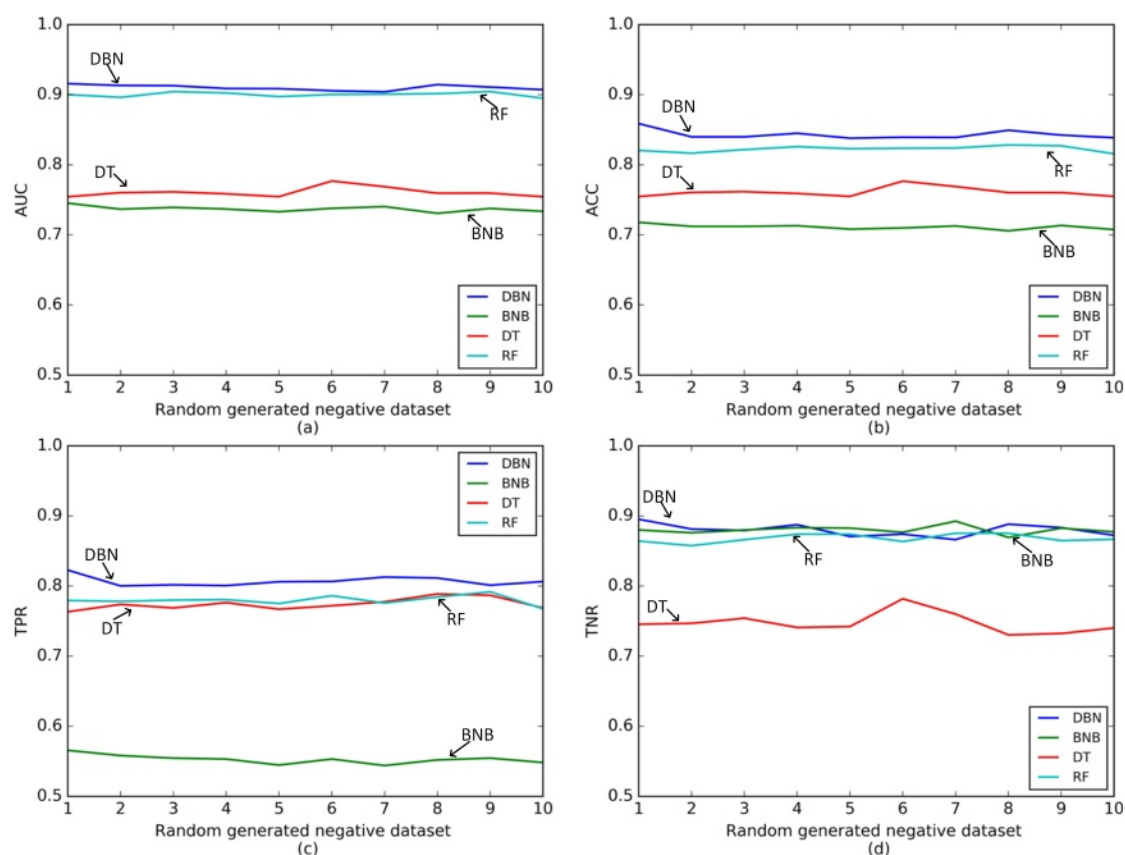 1.0
0.9
0.8
0.7
0.6
0.5
AUC
DBN
RF
DT
BNB
DBN
BNB
DT
RF
1 2 3 4 5 6 7 8 9 10
Random generated negative dataset
(a)
1.0
0.9
0.8
0.7
0.6
0.5
ACC
DBN
RF
DT
BNB
DBN
BNB
DT
RF
1 2 3 4 5 6 7 8 9 10
Random generated negative dataset
(b)
1.0
0.9
0.8
0.7
0.6
0.5
TPR
DBN
BNB
DT
RF
DBN
DT
RF
BNB
1 2 3 4 5 6 7 8 9 10
Random generated negative dataset
(c)
1.0
0.9
0.8
0.7
0.6
0.5
TNR
DBN
RF
BNB
DT
DBN
BNB
DT
RF
1 2 3 4 5 6 7 8 9 10
Random generated negative dataset
(d)